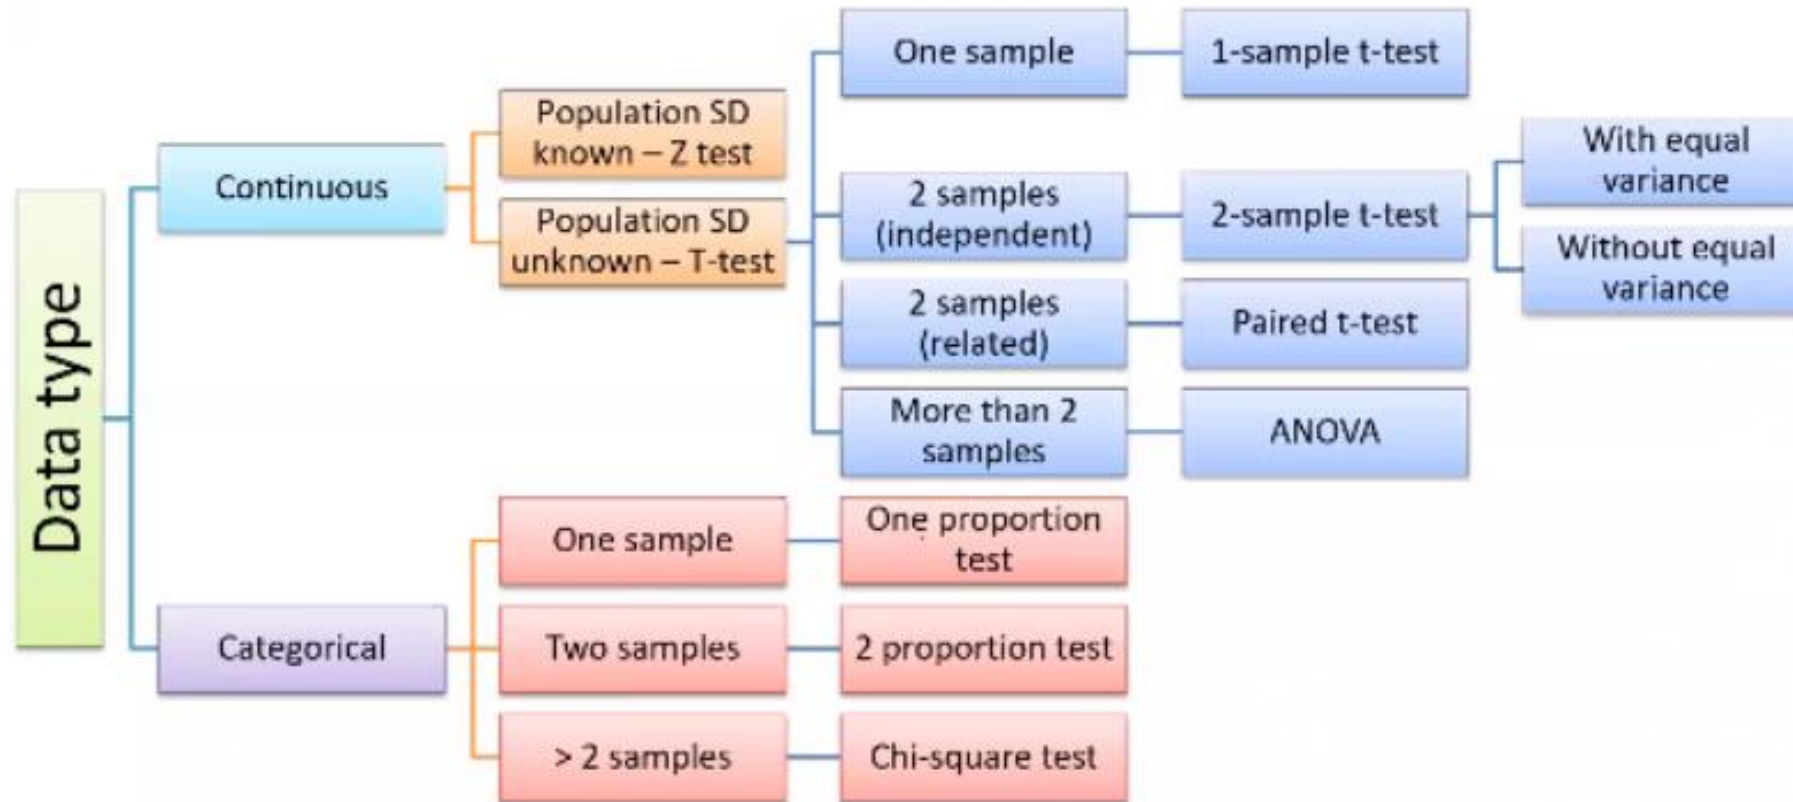 Data type
Continuous
Population SD
known – Z test
Population SD
unknown – T-test
One sample
1-sample t-test
2 samples
(independent)
2-sample t-test
With equal
variance
Without equal
variance
2 samples
(related)
Paired t-test
More than 2
samples
ANOVA
Categorical
One sample
One proportion
test
Two samples
2 proportion test
> 2 samples
Chi-square test